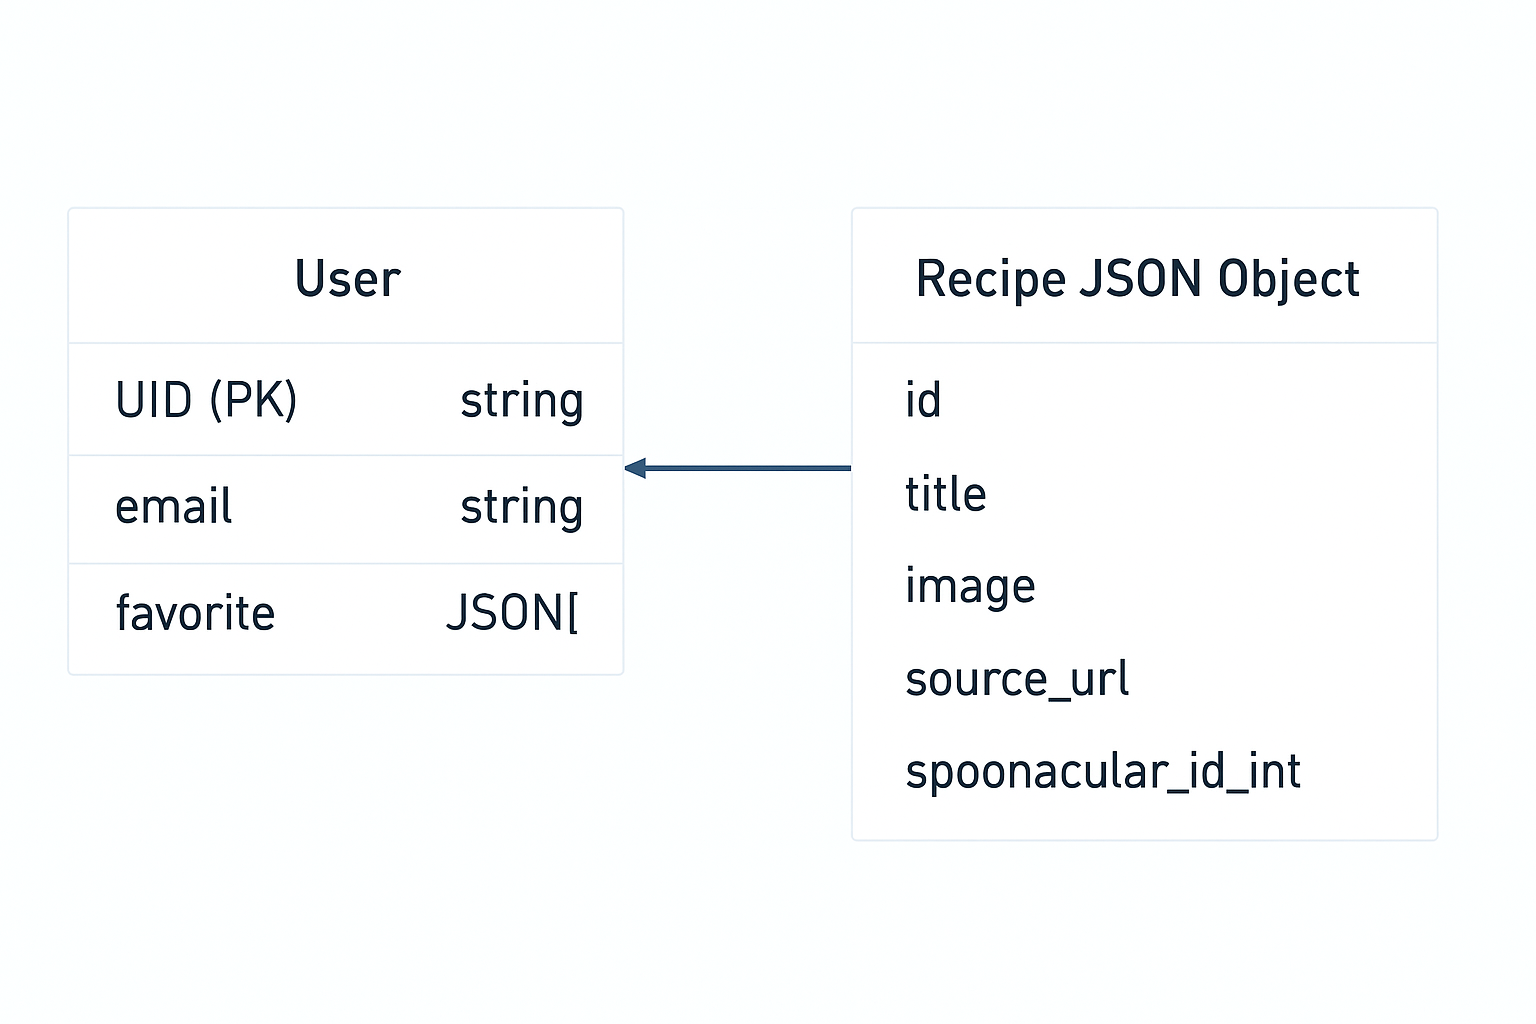 User
UID (PK) string
email string
favorite JSON[
Recipe JSON Object
id
title
image
source_url
spoonacular_id_int